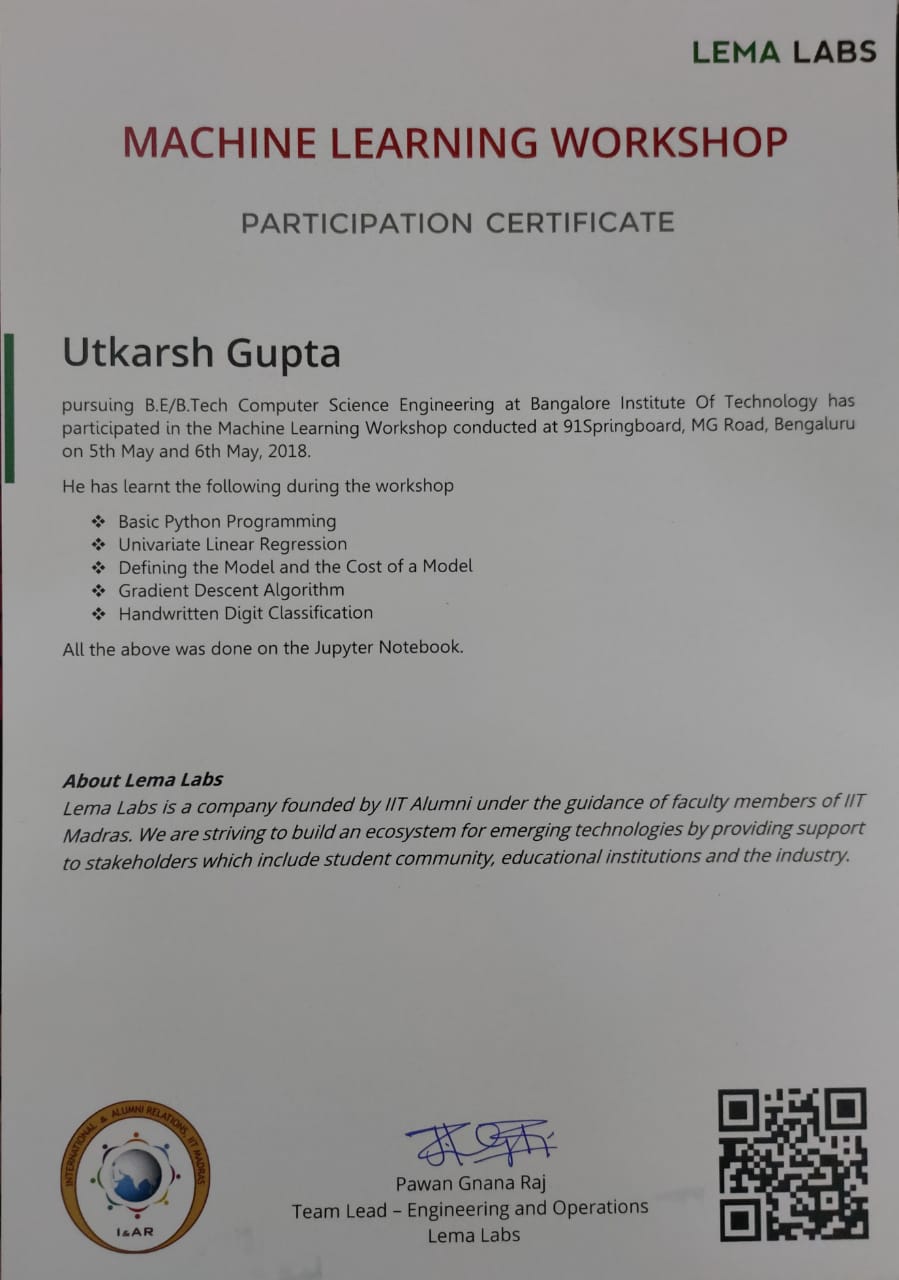 LEMA LABS
MACHINE LEARNING WORKSHOP
PARTICIPATION CERTIFICATE
Utkarsh Gupta
pursuing B.E/B.Tech Computer Science Engineering at Bangalore Institute Of Technology has
participated in the Machine Learning Workshop conducted at 91Springboard, MG Road, Bengaluru
on 5th May and 6th May, 2018.
He has learnt the following during the workshop
❖ Basic Python Programming
❖ Univariate Linear Regression
❖ Defining the Model and the Cost of a Model
❖ Gradient Descent Algorithm
❖ Handwritten Digit Classification
All the above was done on the Jupyter Notebook.
About Lema Labs
Lema Labs is a company founded by IIT Alumni under the guidance of faculty members of IIT
Madras. We are striving to build an ecosystem for emerging technologies by providing support
to stakeholders which include student community, educational institutions and the industry.
INTERNATIONAL & ALUMNI RELATIONS, IIT MADRAS
I&AR
Pawan Gnana Raj
Team Lead – Engineering and Operations
Lema Labs